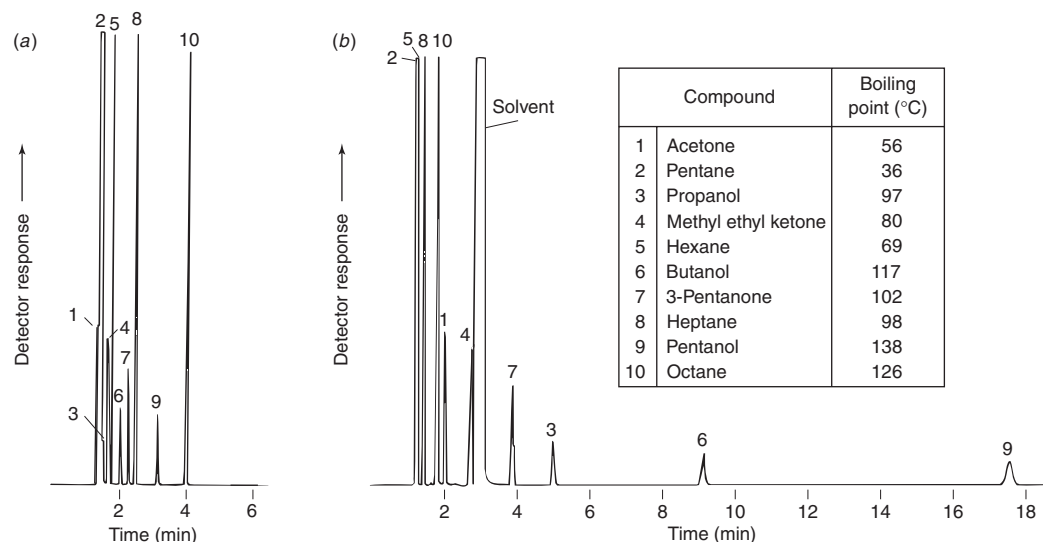 (a)
2 5 8
10
1
4
7
3
6
9
Detector response
2 4 6
Time (min)
(b)
5 8 10
2
Solvent
1
4
7
3
6
9
Detector response
2 4 6 8 10 12 14 16 18
Time (min)
Time (min)
Compound Boiling point (°C)
1 Acetone 56
2 Pentane 36
3 Propanol 97
4 Methyl ethyl ketone 80
5 Hexane 69
6 Butanol 117
7 3-Pentanone 102
8 Heptane 98
9 Pentanol 138
10 Octane 126